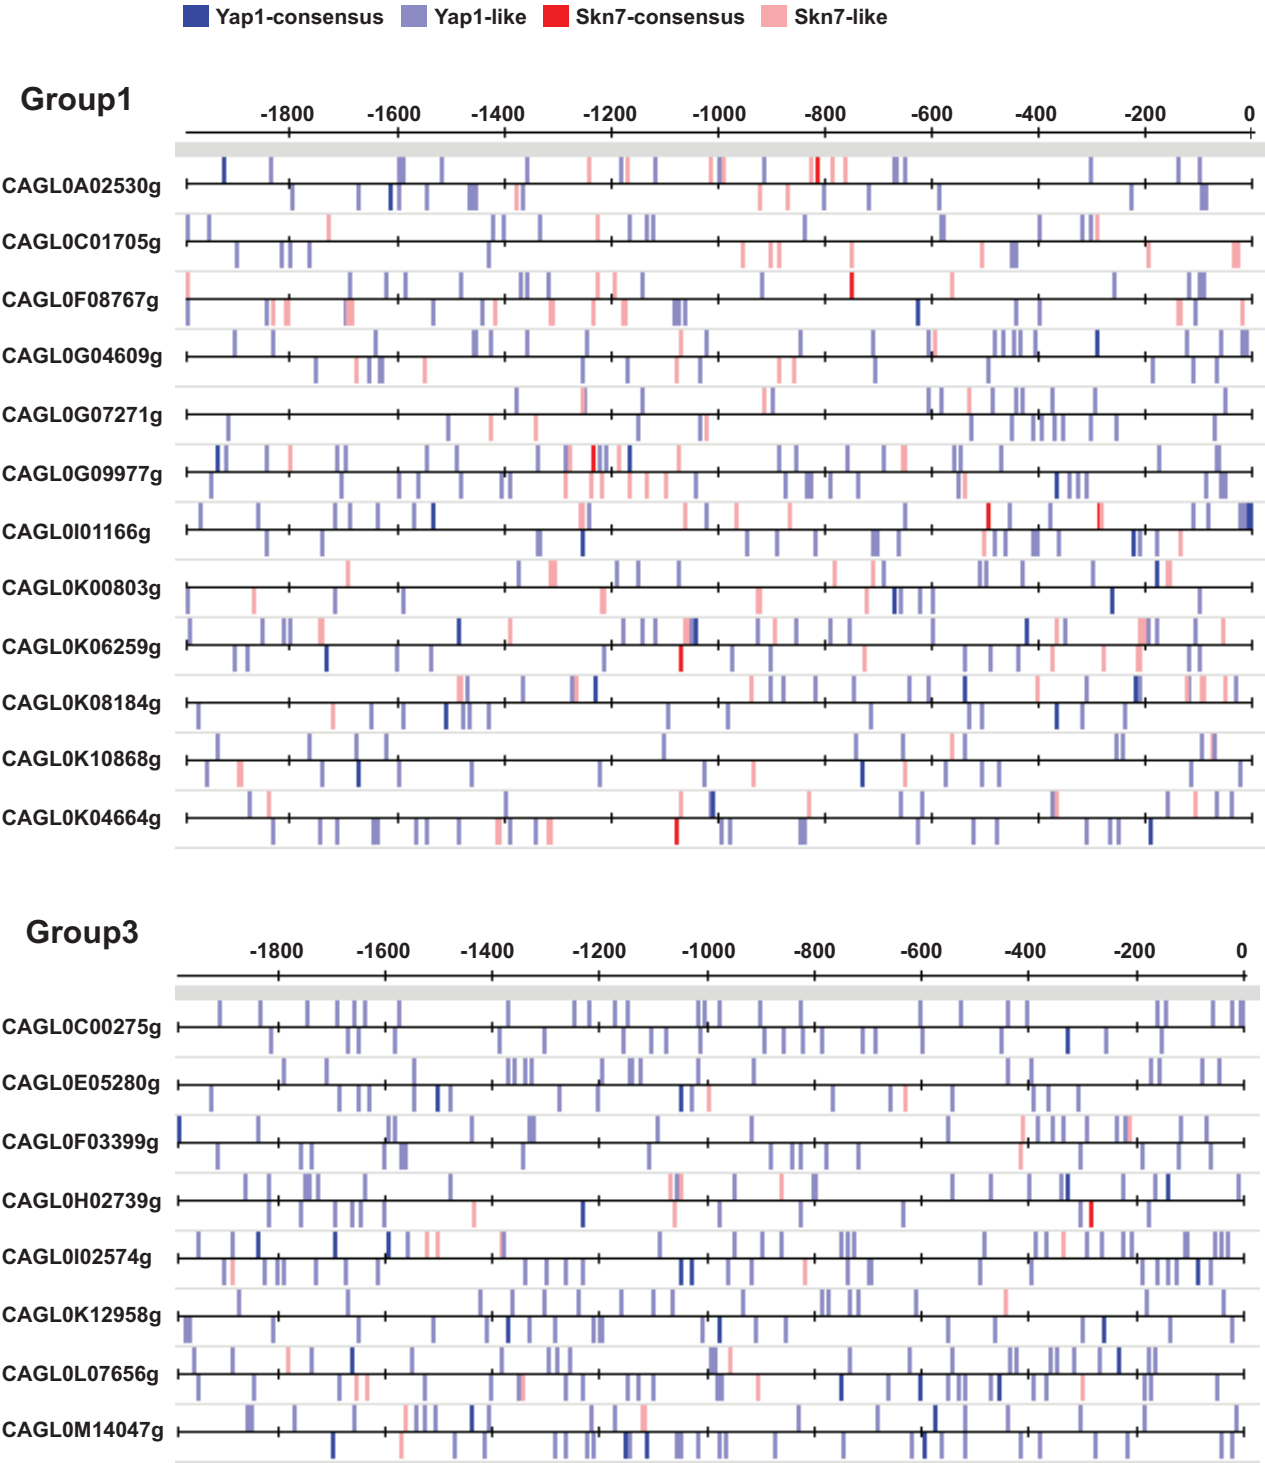 Yap1-consensus Yap1-like Skn7-consensus Skn7-like
Group1
-1800 -1600 -1400 -1200 -1000 -800 -600 -400 -200 0
CAGL0A02530g
CAGL0C01705g
CAGL0F08767g
CAGL0G04609g
CAGL0G07271g
CAGL0G09977g
CAGL0I01166g
CAGL0K00803g
CAGL0K06259g
CAGL0K08184g
CAGL0K10868g
CAGL0K04664g
Group3
-1800 -1600 -1400 -1200 -1000 -800 -600 -400 -200 0
CAGL0C00275g
CAGL0E05280g
CAGL0F03399g
CAGL0H02739g
CAGL0I02574g
CAGL0K12958g
CAGL0L07656g
CAGL0M14047g